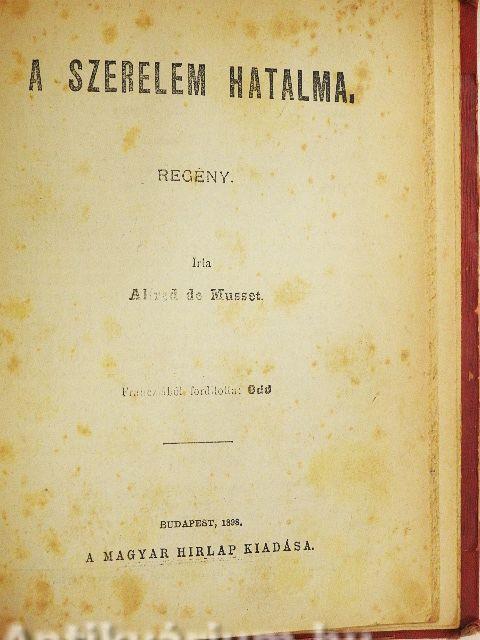 A SZERELEM HATALMA.
REGÉNY.
Irta
Alfred de Musset.
Francziából fordította: Odd
BUDAPEST, 1898.
A MAGYAR HIRLAP KIADÁSA.